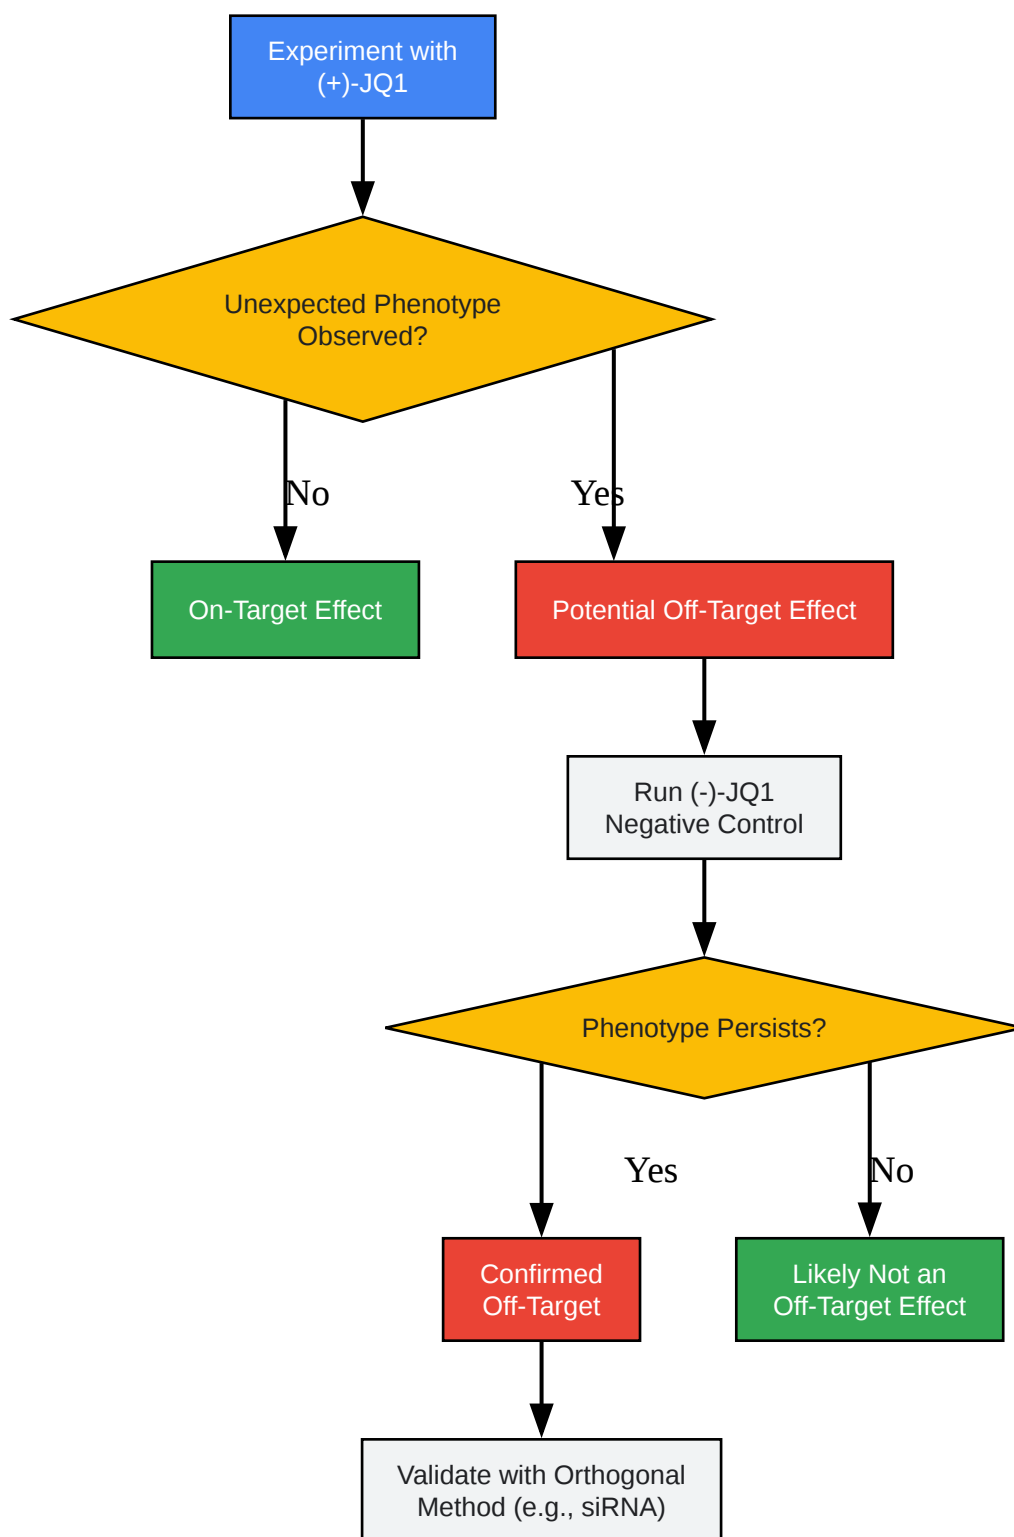 Experiment with
(+)-JQ1
Unexpected Phenotype
Observed?
No
Yes
On-Target Effect
Potential Off-Target Effect
Run (-)-JQ1
Negative Control
Phenotype Persists?
Yes
No
Confirmed
Off-Target
Likely Not an
Off-Target Effect
Validate with Orthogonal
Method (e.g., siRNA)